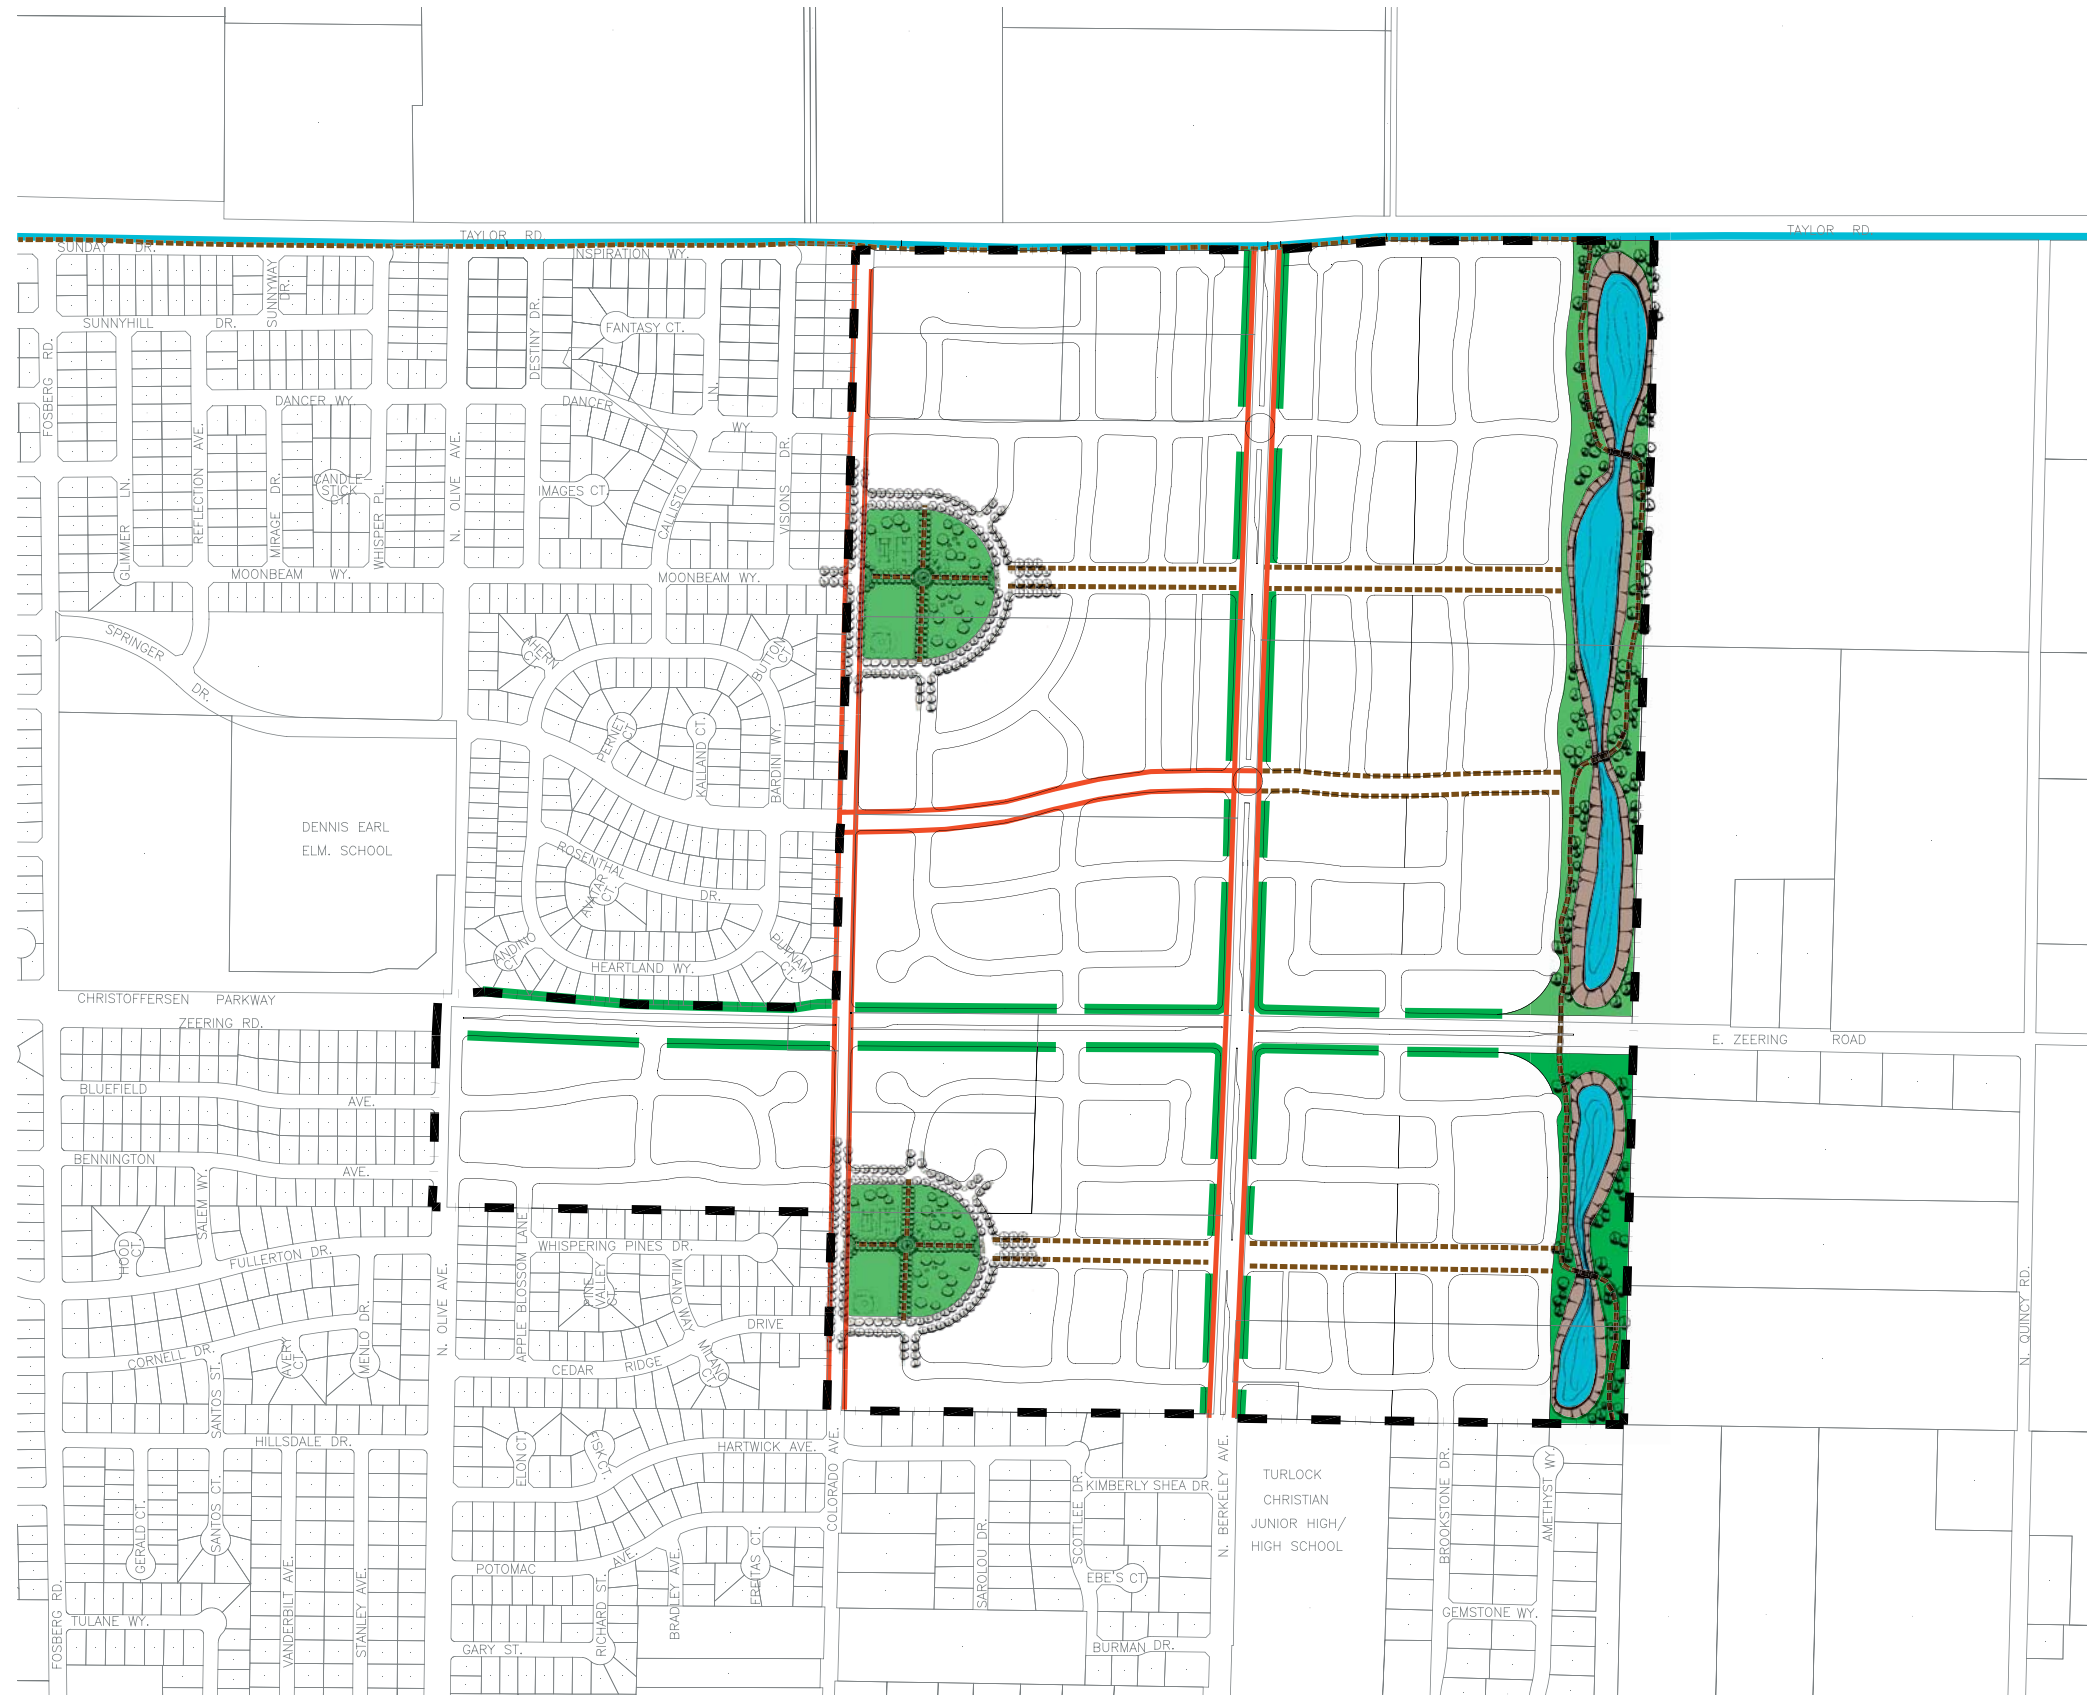 TAYLOR RD.
TAYLOR RD
SUNDAY DR.
INSPIRATION WY.
SUNNYWAY
DR.
SUNNYHILL DR.
FANTASY CT.
DESTINY DR.
FOSBERG RD.
LN.
DANCER WY.
DANCER
WY.
REFLECTION AVE.
N. OLIVE AVE.
VISIONS DR.
CANDLE-
STICK
CT.
IMAGES CT.
CALLISTO
GLIMMER LN.
MIRAGE DR.
WHISPER PL.
MOONBEAM WY.
MOONBEAM WY.
SPRINGER
DR.
AHERN
CT.
BUTTON
CT.
PERNET
CT.
KALLAND CT.
BARDINI WY.
DENNIS EARL
ELM. SCHOOL
ROSENTHAL
DR.
AVATAR
CT.
ANDINO
CT.
PUTNAM
CT.
HEARTLAND WY.
CHRISTOFFERSEN PARKWAY
ZEERING RD.
E. ZEERING ROAD
BLUEFIELD
AVE.
BENNINGTON
AVE.
SALEM WY.
HOOD
CT.
FULLERTON DR.
APPLE BLOSSOM LANE
WHISPERING PINES DR.
PINE
VALLEY
CT.
MILANO WAY
N. OLIVE AVE.
MENLO DR.
DRIVE
CORNELL DR.
AVERY
CT.
CEDAR RIDGE
MILANO
CT.
SANTOS ST.
N. QUINCY RD.
HILLSDALE DR.
ELON CT.
EISK CT.
HARTWICK AVE.
COLORADO AVE.
N. BERKELEY AVE.
TURLOCK
CHRISTIAN
JUNIOR HIGH/
HIGH SCHOOL
KIMBERLY SHEA DR.
SCOTTLE DR.
BROOKSTONE DR.
AMETHYST WY.
GERALD CT.
SANTOS CT.
SAROLOU DR.
POTOMAC
AVE.
EBE'S CT.
FREITAS CT.
BRADLEY AVE.
RICHARD ST.
FOSBERG RD.
TULANE WY.
VANDERBILT AVE.
STANLEY AVE.
GEMSTONE WY.
GARY ST.
BURMAN DR.